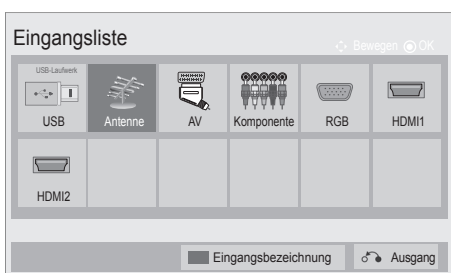 Eingangsliste
Bewegen OK
USB-Laufwerk
USB Antenne AV Komponente RGB HDMI1
HDMI2
Eingangsbezeichnung Ausgang